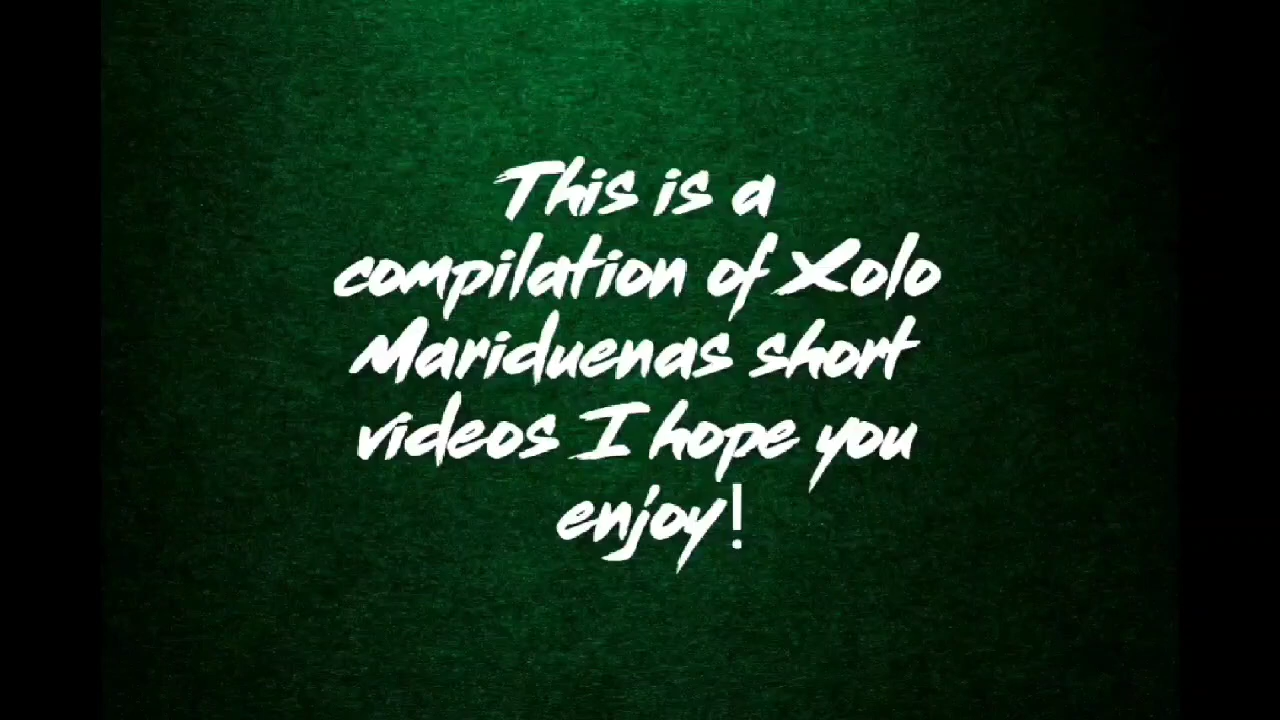 This is a
compilation of Xolo
Mariduenas short
videos I hope you
enjoy!